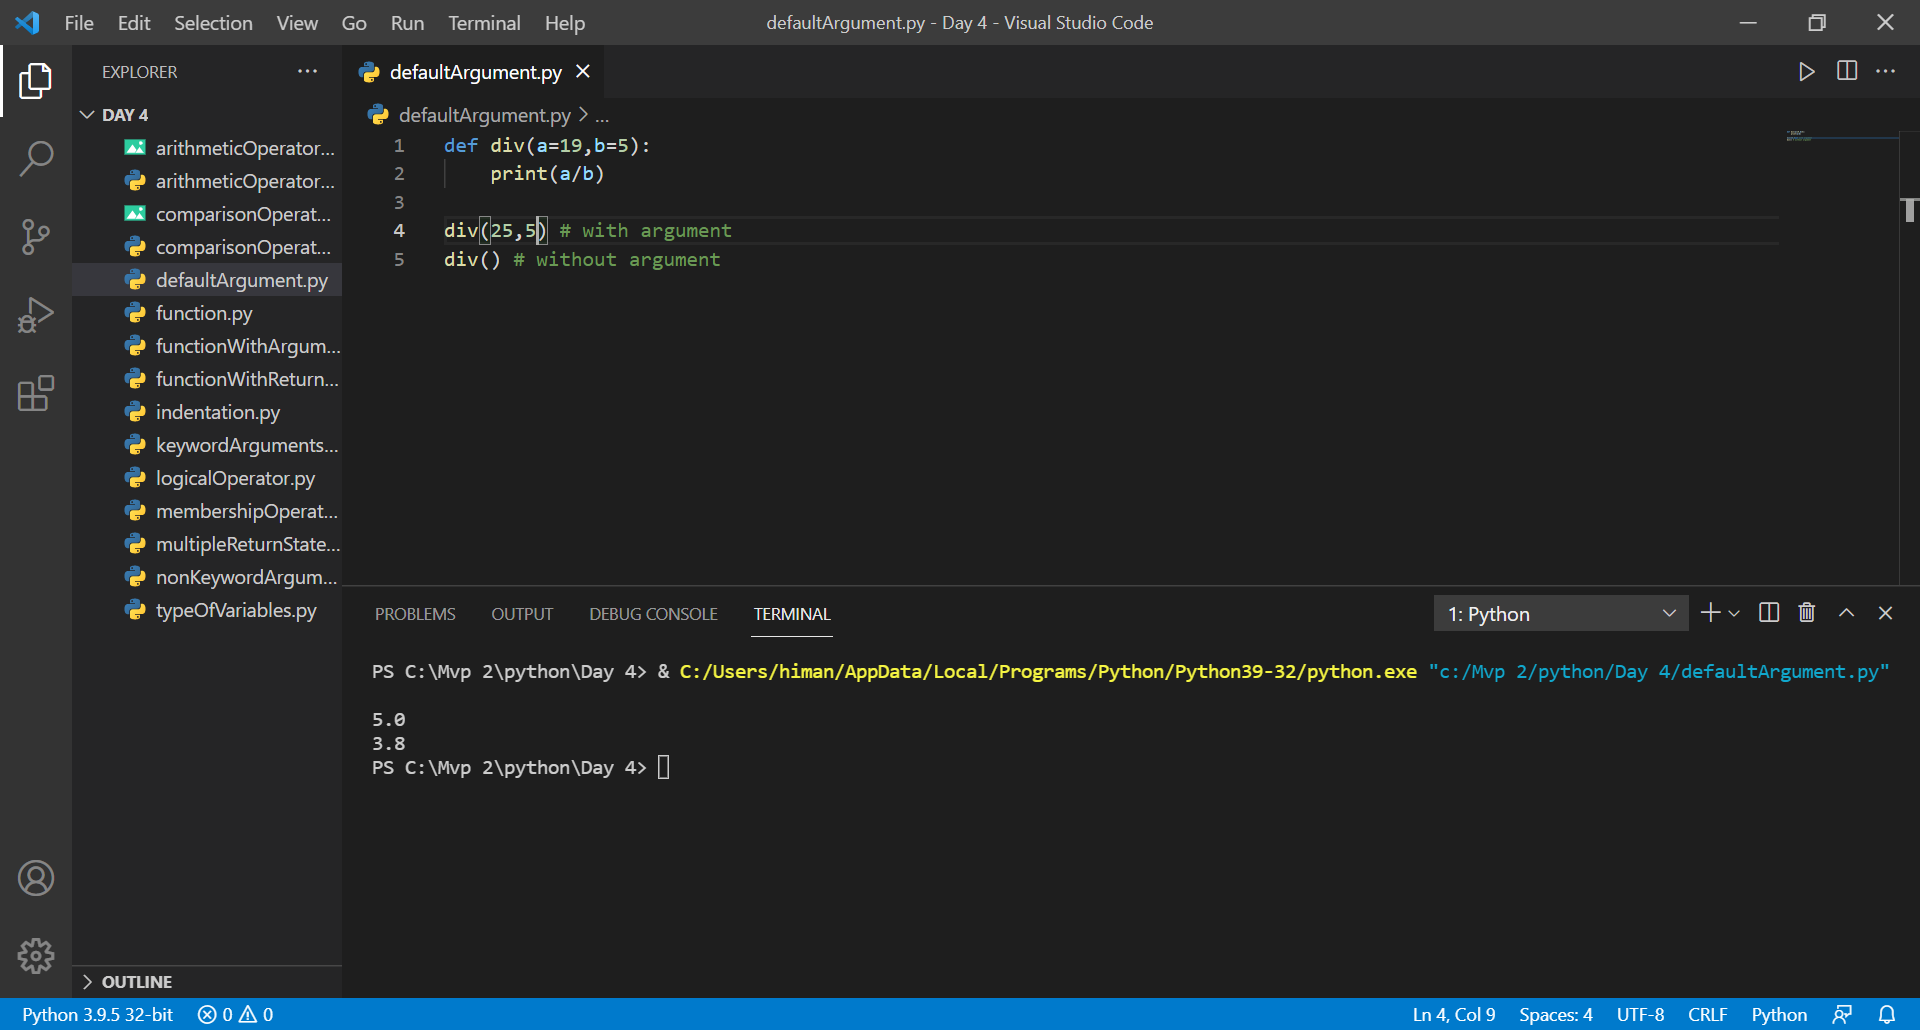 File Edit Selection View Go Run Terminal Help
defaultArgument.py - Day 4 - Visual Studio Code
EXPLORER
DAY 4
arithmeticOperator...
arithmeticOperator...
comparisonOperat...
comparisonOperat...
defaultArgument.py
function.py
functionWithArgum...
functionWithReturn...
indentation.py
keywordArguments...
logicalOperator.py
membershipOperat...
multipleReturnState...
nonKeywordArgum...
typeOfVariables.py
OUTLINE
defaultArgument.py
defaultArgument.py > ...
1 def div(a=19,b=5):
2     print(a/b)
3
4 div(25,5) # with argument
5 div() # without argument
PROBLEMS OUTPUT DEBUG CONSOLE TERMINAL
1: Python
PS C:\Mvp 2\python\Day 4> & C:/Users/himan/AppData/Local/Programs/Python/Python39-32/python.exe "c:/Mvp 2/python/Day 4/defaultArgument.py"
5.0
3.8
PS C:\Mvp 2\python\Day 4>
Python 3.9.5 32-bit 0 0 Ln 4, Col 9 Spaces: 4 UTF-8 CRLF Python